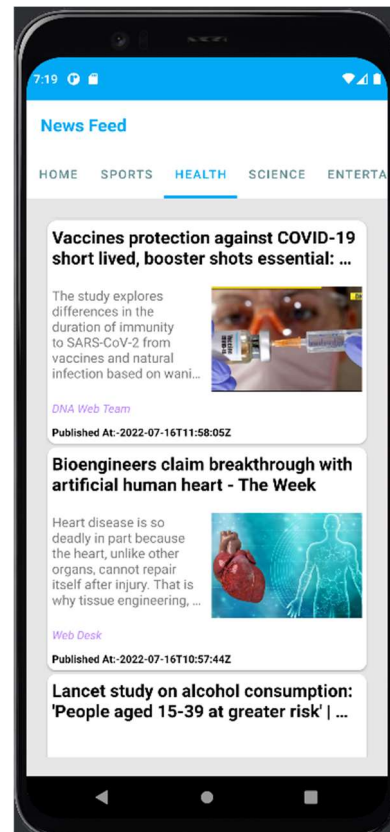 7:19
News Feed
HOME SPORTS HEALTH SCIENCE ENTERTA
Vaccines protection against COVID-19
short lived, booster shots essential: ...
The study explores
differences in the
duration of immunity
to SARS-CoV-2 from
vaccines and natural
infection based on wani...
DNA Web Team
Published At:-2022-07-16T11:58:05Z
Bioengineers claim breakthrough with
artificial human heart - The Week
Heart disease is so
deadly in part because
the heart, unlike other
organs, cannot repair
itself after injury. That is
why tissue engineering, ...
Web Desk
Published At:-2022-07-16T10:57:44Z
Lancet study on alcohol consumption:
'People aged 15-39 at greater risk' | ...